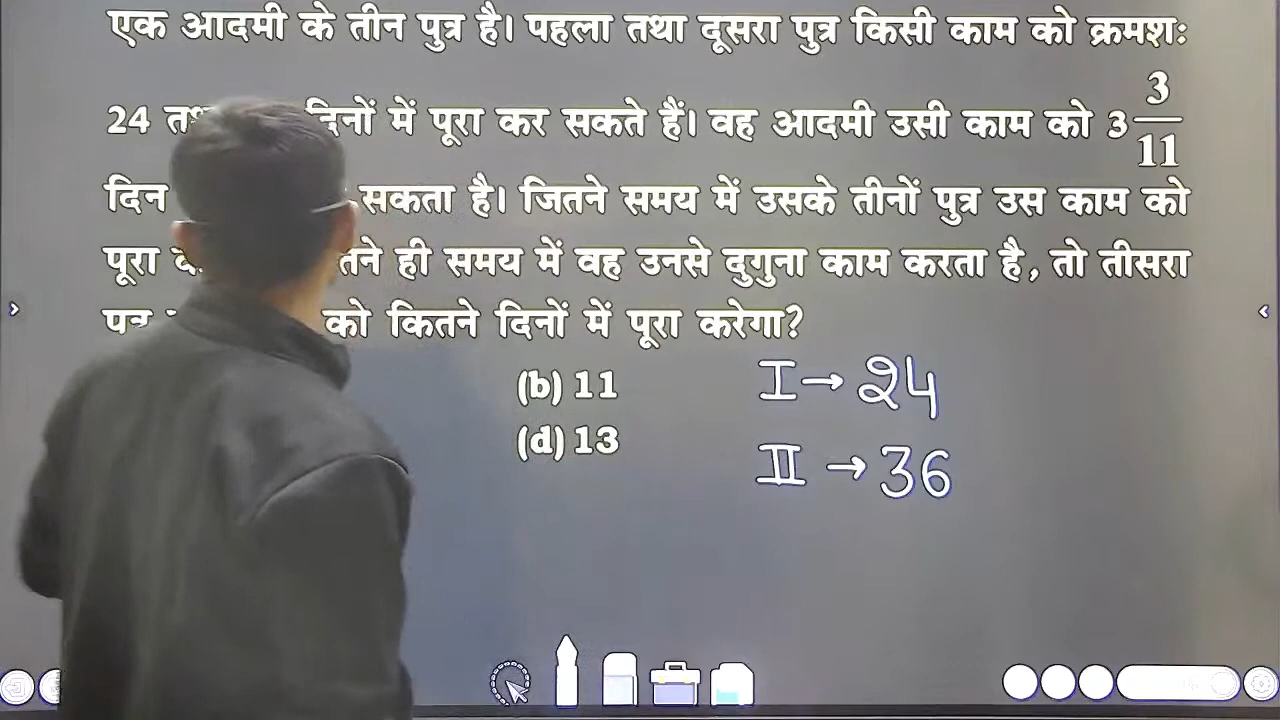 एक आदमी के तीन पुत्र है। पहला तथा दूसरा पुत्र किसी काम को क्रमशः
24 दिनों में पूरा कर सकते हैं। वह आदमी उसी काम को 3 3/11
दिन सकता है। जितने समय में उसके तीनों पुत्र उस काम को
पूरा ही समय में वह उनसे दुगुना काम करता है, तो तीसरा
को कितने दिनों में पूरा करेगा?
(b) 11
(d) 13
I → 24
II → 36